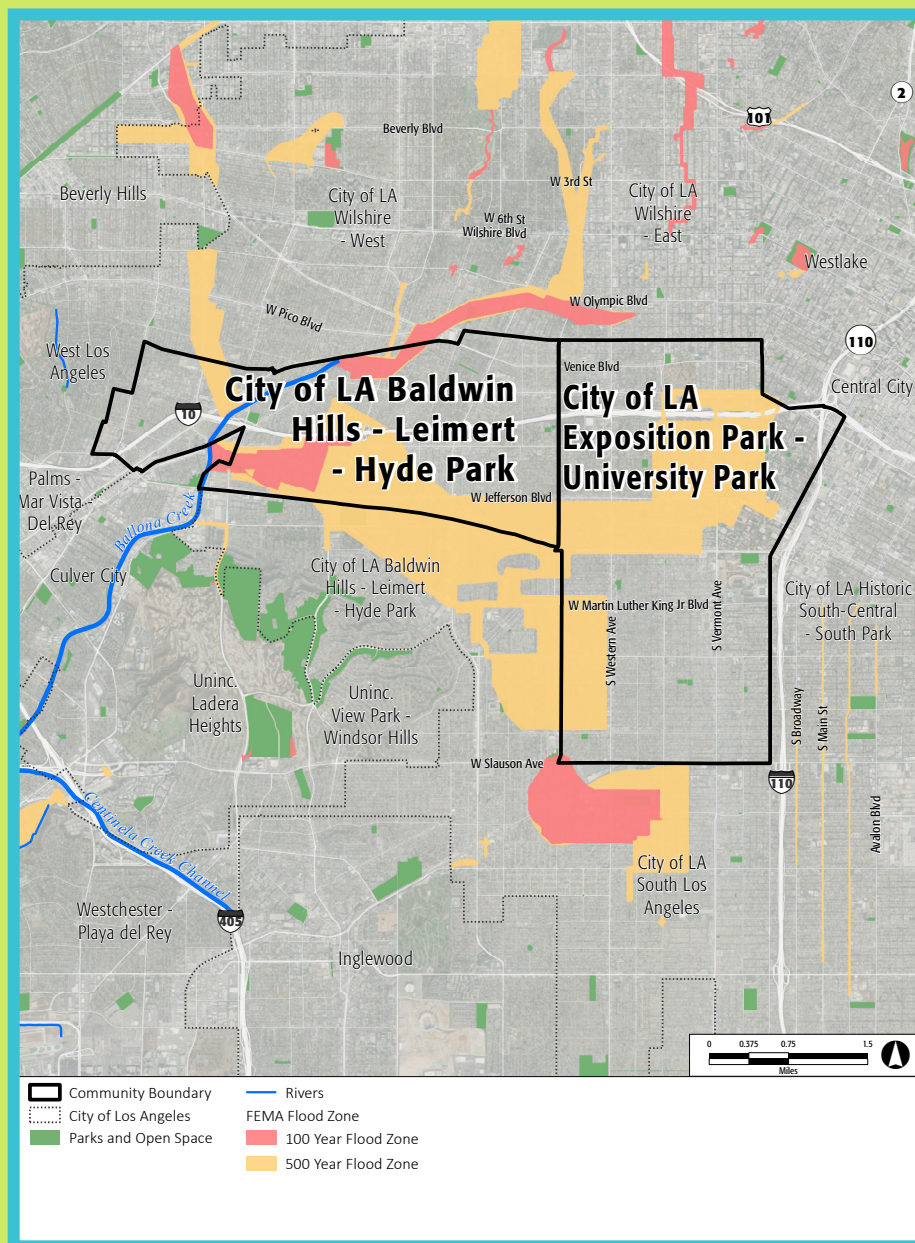 2
101
Beverly Blvd
W 3rd St
Beverly Hills
City of LA
Wilshire
- West
City of LA
Wilshire
- East
W 6th St
Wilshire Blvd
Westlake
W Olympic Blvd
W Pico Blvd
110
West Los
Angeles
Venice Blvd
Central City
10
City of LA Baldwin
Hills - Leimert
- Hyde Park
City of LA
Exposition Park -
University Park
Palms -
Mar Vista -
Del Rey
W Jefferson Blvd
Ballona Creek
Culver City
City of LA Baldwin
Hills - Leimert
- Hyde Park
W Martin Luther King Jr Blvd
S Western Ave
S Vermont Ave
City of LA Historic
South-Central
- South Park
Uninc.
Ladera
Heights
Uninc.
View Park -
Windsor Hills
S Broadway
S Main St
W Slauson Ave
110
Avalon Blvd
Centinela Creek Channel
City of LA
South Los
Angeles
405
Westchester -
Playa del Rey
Inglewood
0 0.375 0.75 1.5
Miles
Community Boundary
City of Los Angeles
Parks and Open Space
Rivers
FEMA Flood Zone
100 Year Flood Zone
500 Year Flood Zone